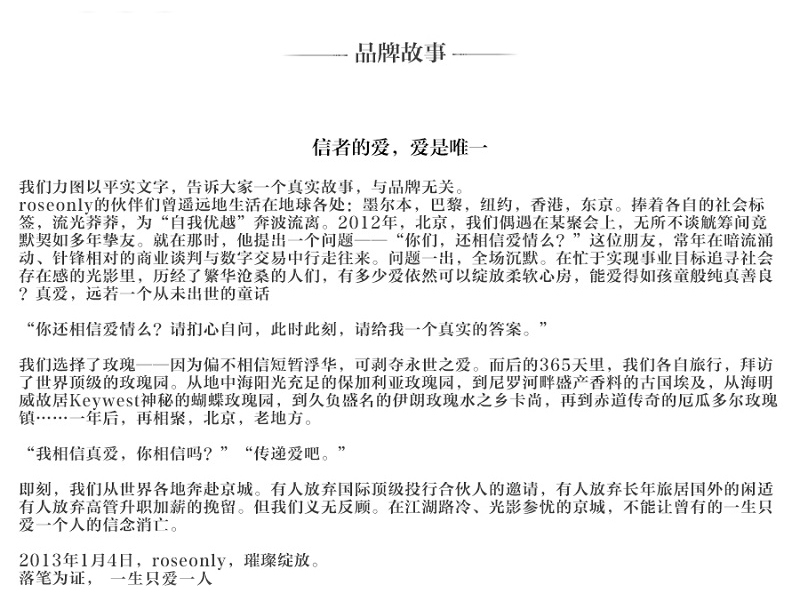 品牌故事
信者的爱，爱是唯一
我们力图以平实文字，告诉大家一个真实故事，与品牌无关。
roseonly的伙伴们曾遥远地生活在地球各处；墨尔本，巴黎，纽约，香港，东京。捧着各自的社会标
签，流光莽莽，为“自我优越”奔波流离。2012年，北京，我们偶遇在某聚会上，无所不谈觥筹间竟
默契如多年挚友。就在那时，他提出一个问题——“你们，还相信爱情么？”这位朋友，常年在暗流涌
动、针锋相对的商业谈判与数字交易中行走往来。问题一出，全场沉默。在忙于实现事业目标追寻社会
存在感的光影里，历经了繁华沧桑的人们，有多少爱依然可以绽放柔软心房，能爱得如孩童般纯真善良
？真爱，远若一个从未出世的童话
“你还相信爱情么？请扪心自问，此时此刻，请给我一个真实的答案。”
我们选择了玫瑰——因为偏不相信短暂浮华，可剥夺永世之爱。而后的365天里，我们各自旅行，拜访
了世界顶级的玫瑰园。从地中海阳光充足的保加利亚玫瑰园，到尼罗河畔盛产香料的古国埃及，从海明
威故居Keywest神秘的蝴蝶玫瑰园，到久负盛名的伊朗玫瑰水之乡卡尚，再到赤道传奇的厄瓜多尔玫瑰
镇……一年后，再相聚，北京，老地方。
“我相信真爱，你相信吗？”“传递爱吧。”
即刻，我们从世界各地奔赴京城。有人放弃国际顶级投行合伙人的邀请，有人放弃长年旅居国外的闲适
有人放弃高管升职加薪的挽留。但我们义无反顾。在江湖路冷、光影参忧的京城，不能让曾有的一生只
爱一个人的信念消亡。
2013年1月4日，roseonly，璀璨绽放。
落笔为证， 一生只爱一人